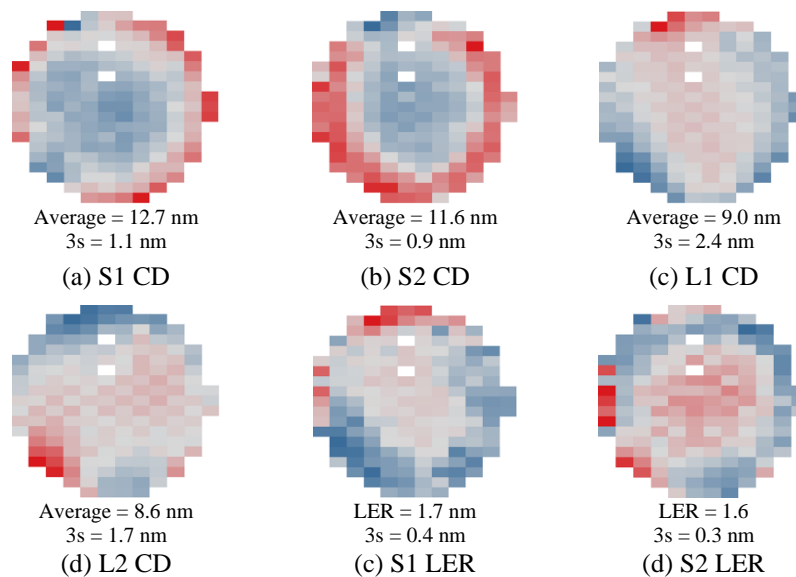 Average = 12.7 nm
3s = 1.1 nm
(a) S1 CD
Average = 11.6 nm
3s = 0.9 nm
(b) S2 CD
Average = 9.0 nm
3s = 2.4 nm
(c) L1 CD
Average = 8.6 nm
3s = 1.7 nm
(d) L2 CD
LER = 1.7 nm
3s = 0.4 nm
(c) S1 LER
LER = 1.6
3s = 0.3 nm
(d) S2 LER